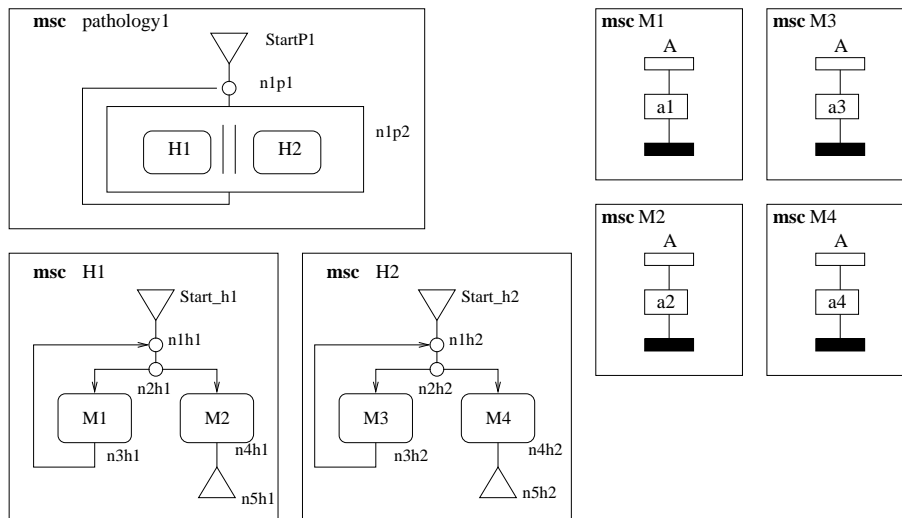 msc pathology1
StartP1
n1p1
H1 H2
n1p2
msc M1
A
a1
msc M3
A
a3
msc M2
A
a2
msc M4
A
a4
msc H1
Start_h1
n1h1
n2h1
M1 M2
n3h1
n4h1
n5h1
msc H2
Start_h2
n1h2
n2h2
M3 M4
n3h2
n4h2
n5h2